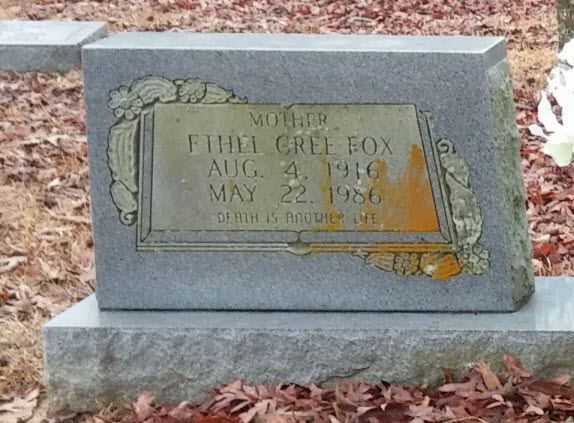 MOTHER
ETHEL GREE FOX
AUG. 4, 1916
MAY 22, 1986
DEATH IS ANOTHER LIFE